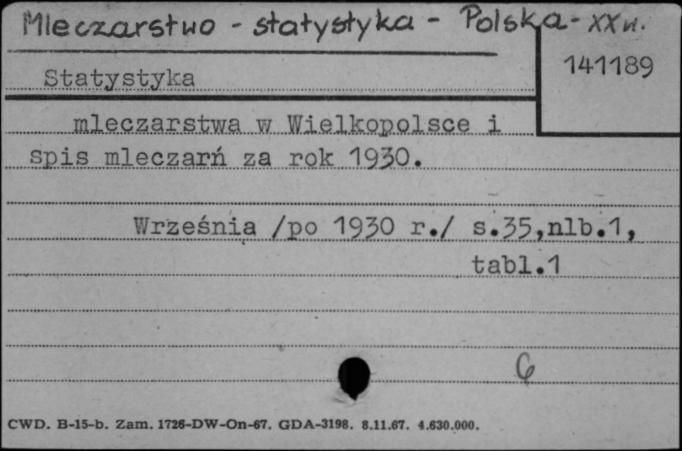 Mleczarstwo - statystyka - Polska - XX w.
141189
Statystyka
mleczarstwa w Wielkopolsce i
spis mleczarń za rok 1930.
Września /po 1930 r./ s.35,nlb.1,
tabl.1
6
CWD. B-15-b. Zam. 1726-DW-On-67. GDA-3198. 8.11.67. 4.630.000.